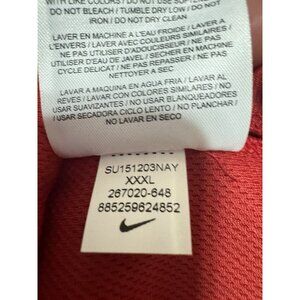 WITH LIKE COLORS / DO NOT USE SOFTENERS
DO NOT BLEACH / TUMBLE DRY LOW / DO NOT
IRON / DO NOT DRY CLEAN
LAVER EN MACHINE A L'EAU FROIDE / LAVER A
L'ENVERS / LAVER AVEC COULEURS SIMILAIRES /
NE PAS UTILISER D'ADOUCISSEUR / NE PAS
UTILISER D'EAU DE JAVEL / SECHAGE EN MACHINE
CYCLE DELICAT / NE PAS REPASSER / NE PAS
NETTOYER A SEC
LAVAR A MAQUINA EN AGUA FRIA / LAVAR AL
REVES / LAVAR CON COLORES SIMILARES / NO
USAR SUAVIZANTES / NO USAR BLANQUEADORES
/ USAR SECADORA CICLO LENTO / NO PLANCHAR /
NO LAVAR EN SECO
SU151203NAY
XXXL
267020-648
885259624852